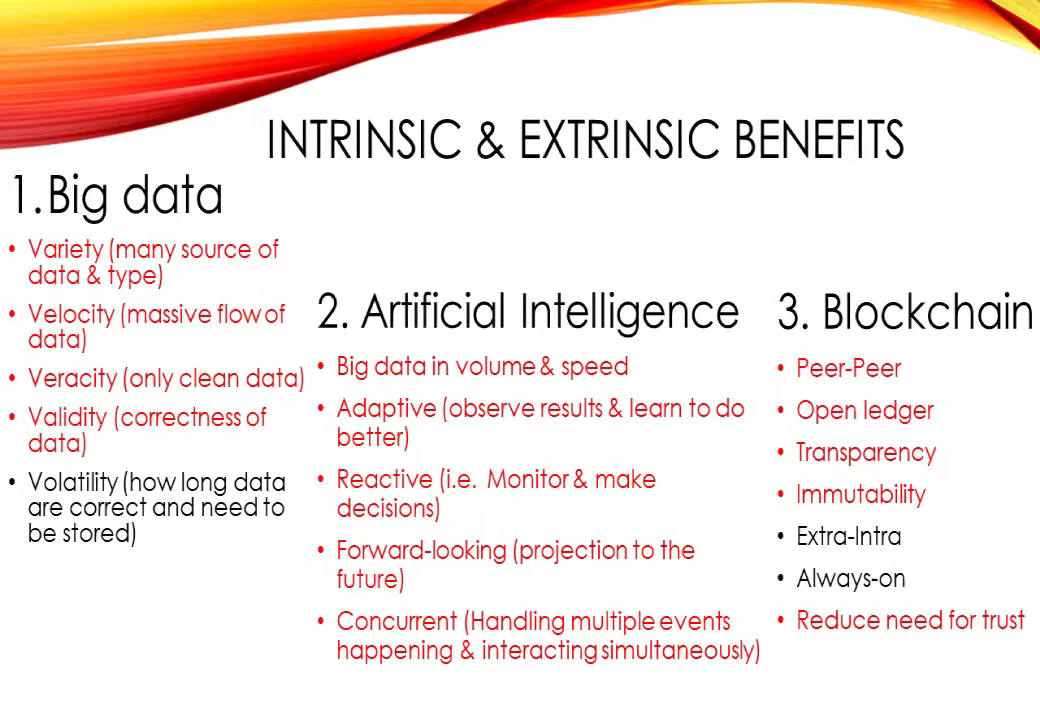 INTRINSIC & EXTRINSIC BENEFITS
1. Big data
• Variety (many source of
data & type)
• Velocity (massive flow of
data)
• Veracity (only clean data)
• Validity (correctness of
data)
• Volatility (how long data
are correct and need to
be stored)
2. Artificial Intelligence
• Big data in volume & speed
• Adaptive (observe results & learn to do
better)
• Reactive (i.e. Monitor & make
decisions)
• Forward-looking (projection to the
future)
• Concurrent (Handling multiple events
happening & interacting simultaneously)
3. Blockchain
• Peer-Peer
• Open ledger
• Transparency
• Immutability
• Extra-Intra
• Always-on
• Reduce need for trust